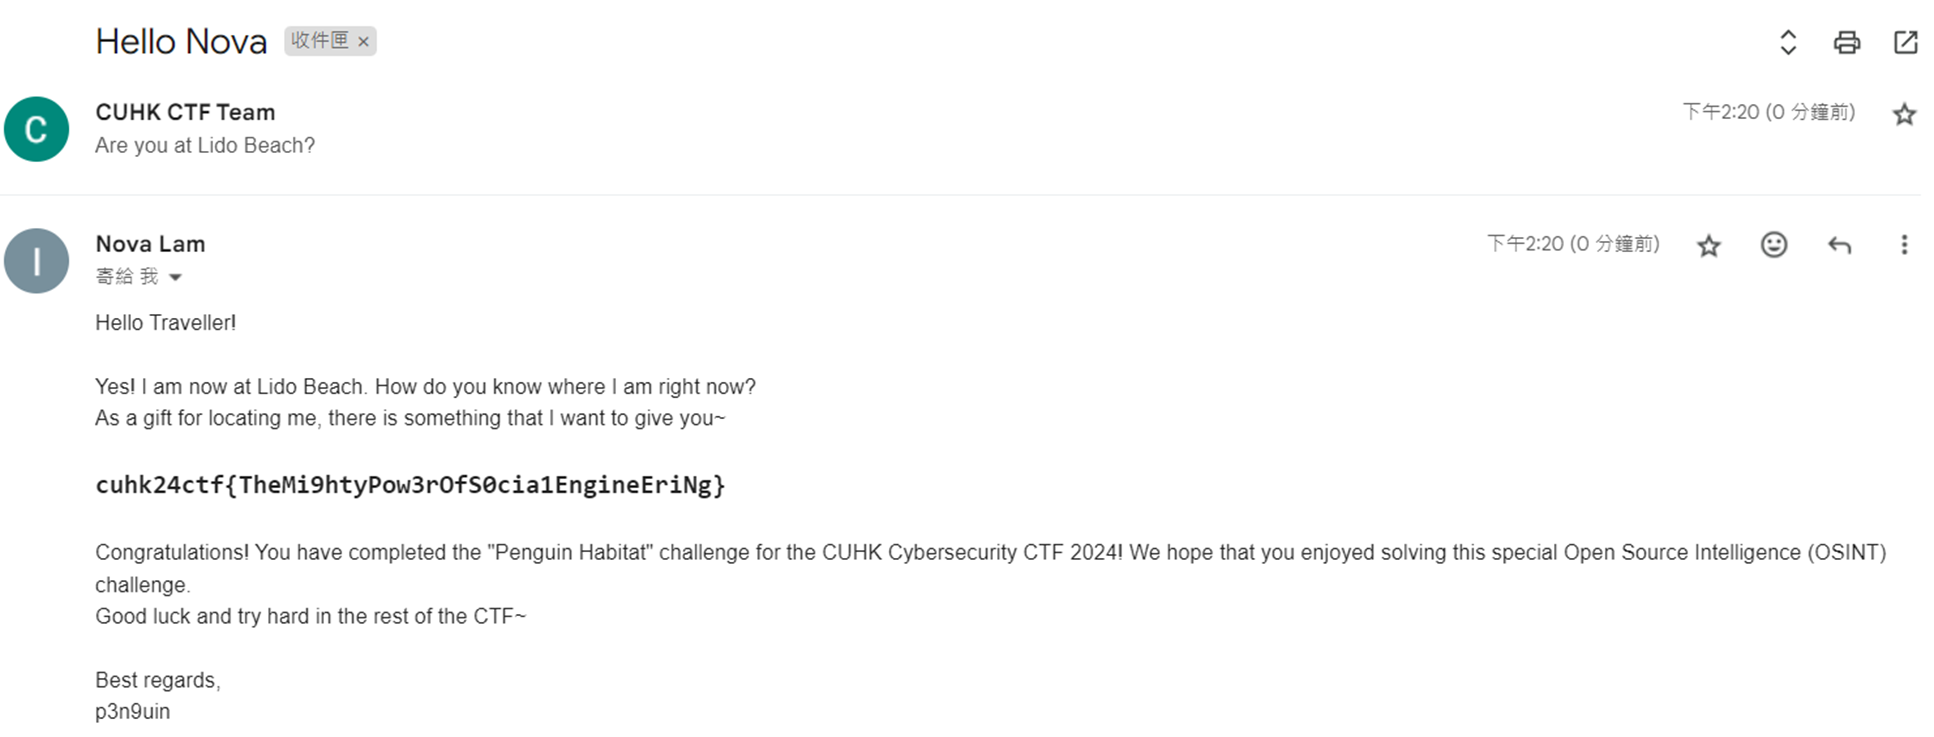 Hello Nova 收件匣 ×
C
CUHK CTF Team 下午2:20 (0 分鐘前)
Are you at Lido Beach?
I
Nova Lam 下午2:20 (0 分鐘前)
寄給 我
Hello Traveller!
Yes! I am now at Lido Beach. How do you know where I am right now?
As a gift for locating me, there is something that I want to give you~
cuhk24ctf{TheMi9htyPow3rOfS0cia1EngineEriNg}
Congratulations! You have completed the "Penguin Habitat" challenge for the CUHK Cybersecurity CTF 2024! We hope that you enjoyed solving this special Open Source Intelligence (OSINT)
challenge.
Good luck and try hard in the rest of the CTF~
Best regards,
p3n9uin